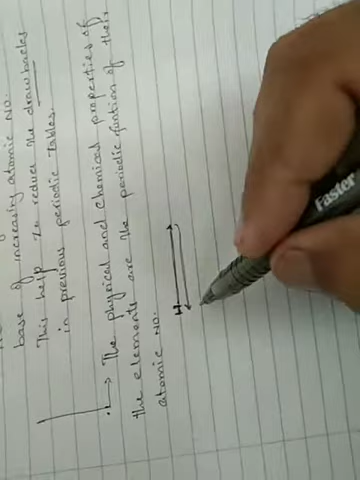 base of increasing atomic no.
This help to reduce the drawbacks
in previous periodic tables.
The physical and chemical properties of
the elements are the periodic funtion of their
atomic no.
H
Faster